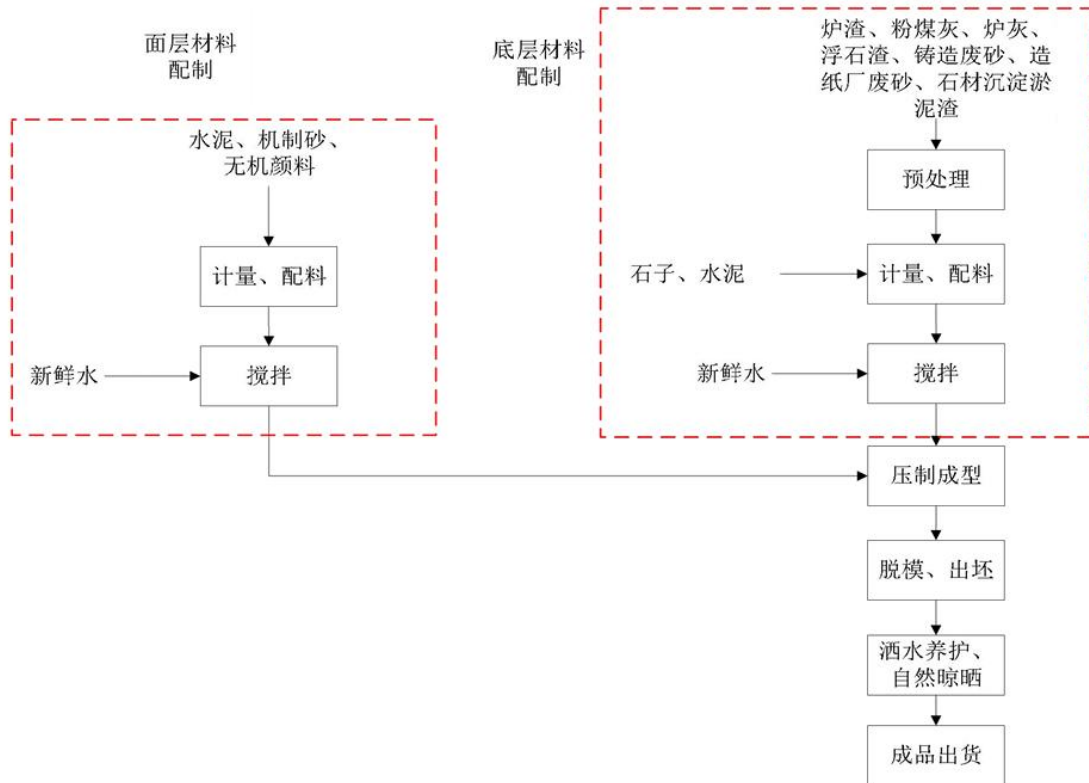 面层材料
配制
水泥、机制砂、
无机颜料
计量、配料
新鲜水
搅拌
底层材料
配制
炉渣、粉煤灰、炉灰、
浮石渣、铸造废砂、造
纸厂废砂、石材沉淀淤
泥渣
预处理
石子、水泥
计量、配料
新鲜水
搅拌
压制成型
脱模、出坯
洒水养护、
自然晾晒
成品出货